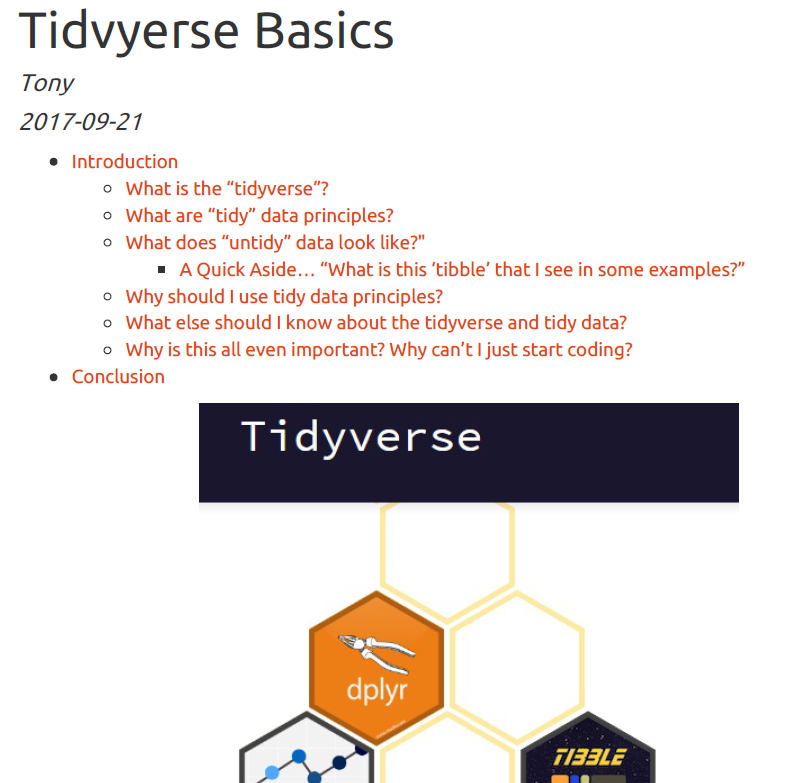 Tidvyerse Basics
Tony
2017-09-21
Introduction
What is the “tidyverse”?
What are “tidy” data principles?
What does “untidy” data look like?"
A Quick Aside… “What is this ‘tibble’ that I see in some examples?”
Why should I use tidy data principles?
What else should I know about the tidyverse and tidy data?
Why is this all even important? Why can’t I just start coding?
Conclusion
Tidyverse
dplyr
TIBBLE